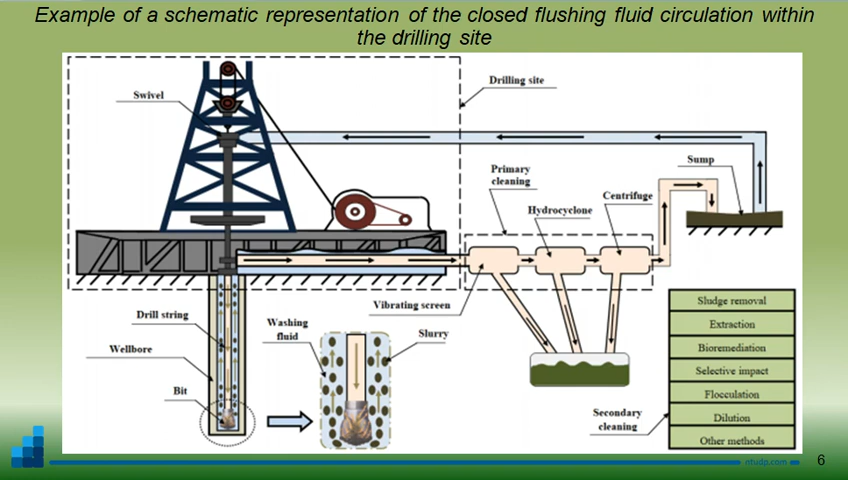 Example of a schematic representation of the closed flushing fluid circulation within
the drilling site
Drilling site
Swivel
Sump
Primary
cleaning
Centrifuge
Hydrocyclone
Vibrating screen
Drill string
Washing
fluid
Slurry
Wellbore
Bit
Sludge removal
Extraction
Bioremediation
Selective impact
Flocculation
Dilution
Other methods
Secondary
cleaning
6